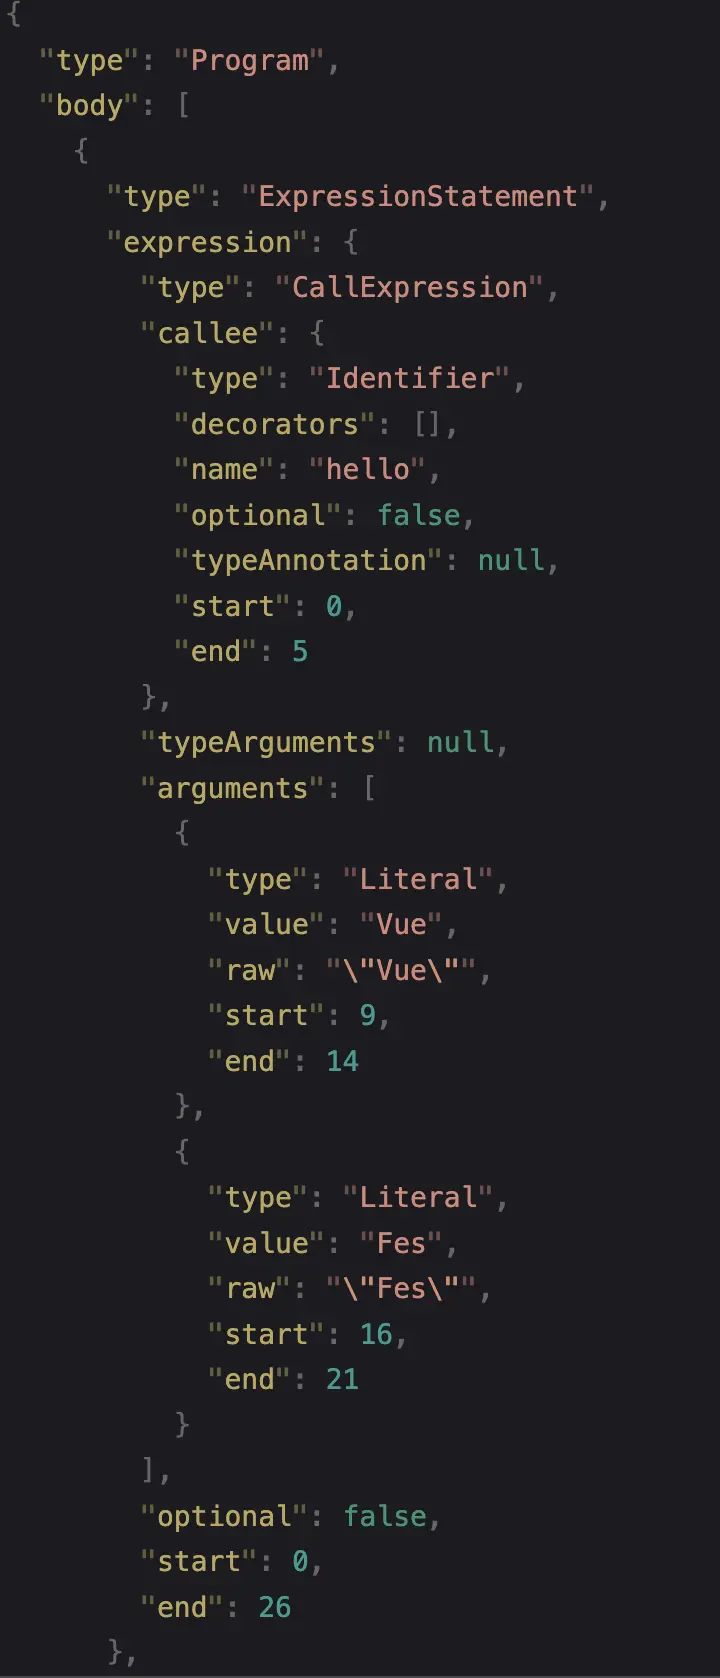 {
  "type": "Program",
  "body": [
    {
      "type": "ExpressionStatement",
      "expression": {
        "type": "CallExpression",
        "callee": {
          "type": "Identifier",
          "decorators": [],
          "name": "hello",
          "optional": false,
          "typeAnnotation": null,
          "start": 0,
          "end": 5
        },
        "typeArguments": null,
        "arguments": [
          {
            "type": "Literal",
            "value": "Vue",
            "raw": "\"Vue\"",
            "start": 9,
            "end": 14
          },
          {
            "type": "Literal",
            "value": "Fes",
            "raw": "\"Fes\"",
            "start": 16,
            "end": 21
          }
        ],
        "optional": false,
        "start": 0,
        "end": 26
      },